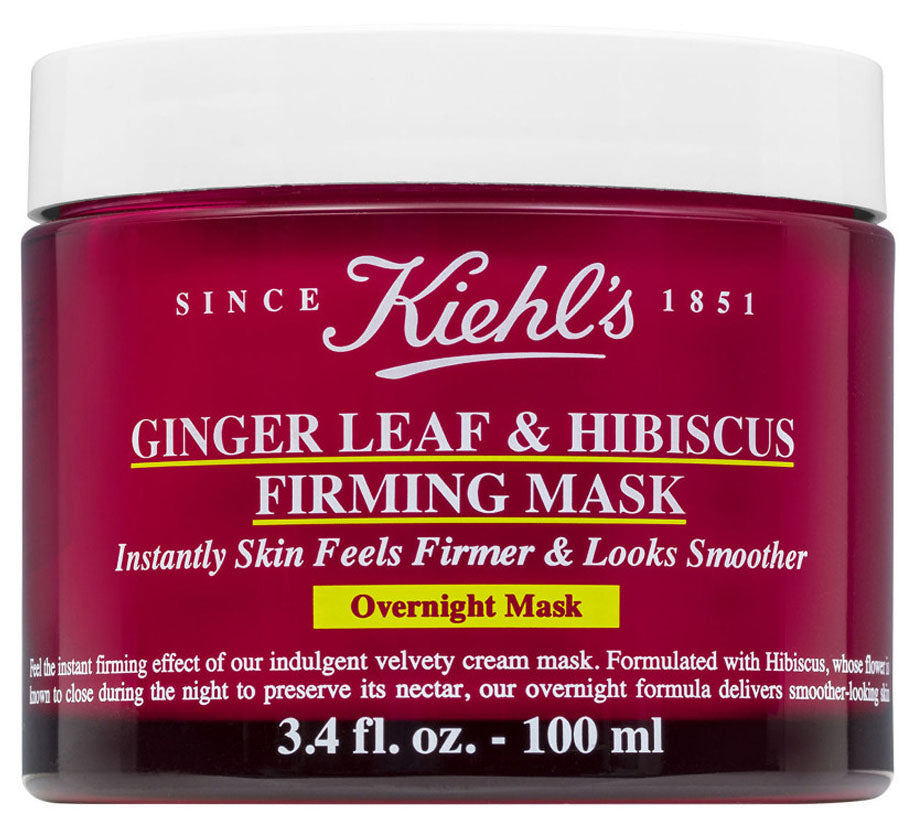 SINCE Kiehl's 1851
GINGER LEAF & HIBISCUS
FIRMING MASK
Instantly Skin Feels Firmer & Looks Smoother
Overnight Mask
Feel the instant firming effect of our indulgent velvety cream mask. Formulated with Hibiscus, whose flower is
known to close during the night to preserve its nectar, our overnight formula delivers smoother-looking skin
3.4 fl. oz. - 100 ml